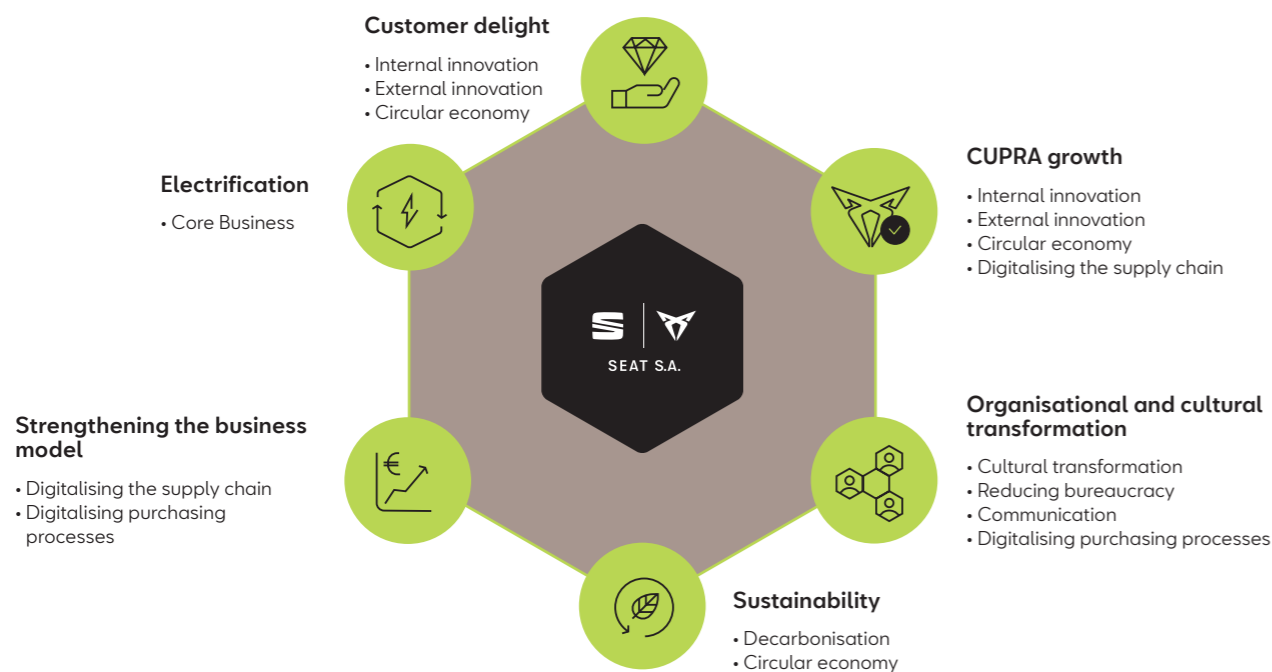 Customer delight
• Internal innovation
• External innovation
• Circular economy
CUPRA growth
• Internal innovation
• External innovation
• Circular economy
• Digitalising the supply chain
Electrification
• Core Business
SEAT S.A.
Organisational and cultural
transformation
• Cultural transformation
• Reducing bureaucracy
• Communication
• Digitalising purchasing processes
Strengthening the business
model
• Digitalising the supply chain
• Digitalising purchasing
processes
€
Sustainability
• Decarbonisation
• Circular economy